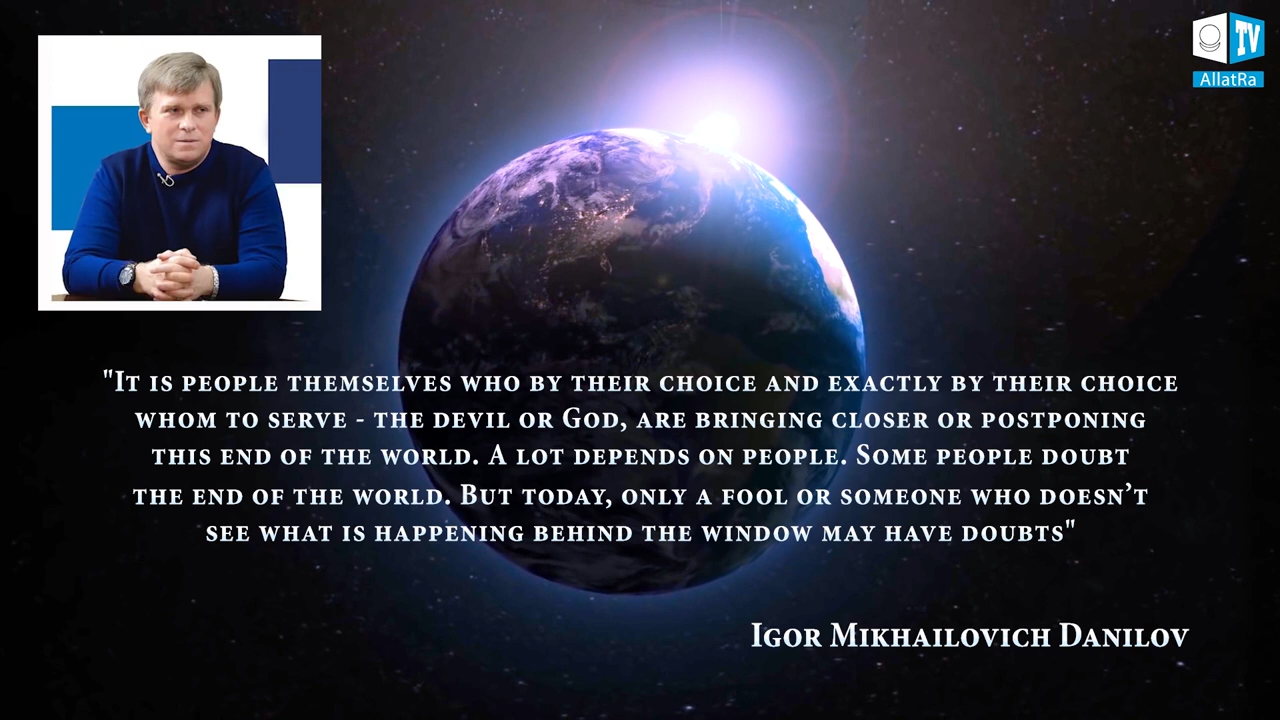 TV
AllatRa
"It is people themselves who by their choice and exactly by their choice
whom to serve - the devil or God, are bringing closer or postponing
this end of the world. A lot depends on people. Some people doubt
the end of the world. But today, only a fool or someone who doesn’t
see what is happening behind the window may have doubts"
Igor Mikhailovich Danilov